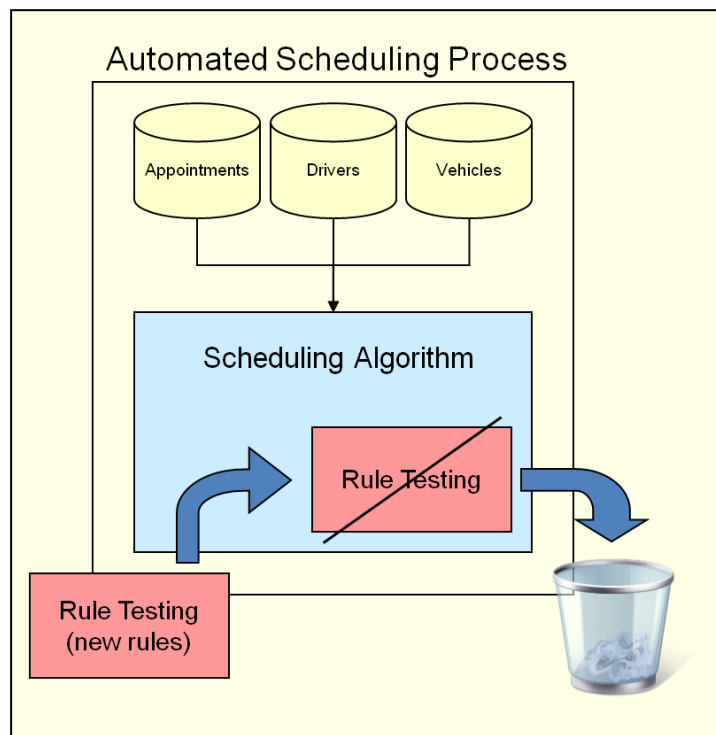 Automated Scheduling Process
Appointments
Drivers
Vehicles
Scheduling Algorithm
Rule Testing
Rule Testing
(new rules)